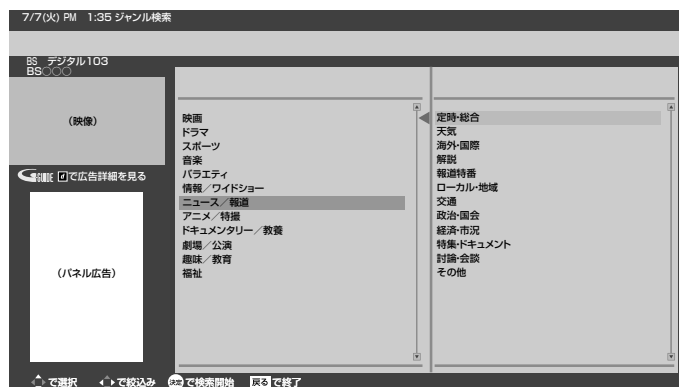 7/7(火) PM 1:35 ジャンル検索
BS デジタル103
BS○○○
(映像)
GGUIDE dで広告詳細を見る
(パネル広告)
映画
ドラマ
スポーツ
音楽
バラエティ
情報／ワイドショー
ニュース／報道
アニメ／特撮
ドキュメンタリー／教養
劇場／公演
趣味／教育
福祉
定時・総合
天気
海外・国際
解説
報道特番
ローカル・地域
交通
政治・国会
経済・市況
特集・ドキュメント
討論・会談
その他
で選択 で絞込み 決定で検索開始 戻るで終了